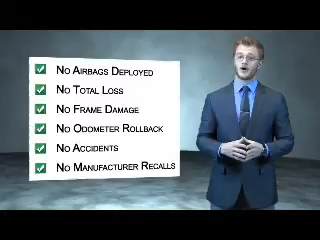 No Airbags Deployed
No Total Loss
No Frame Damage
No Odometer Rollback
No Accidents
No Manufacturer Recalls